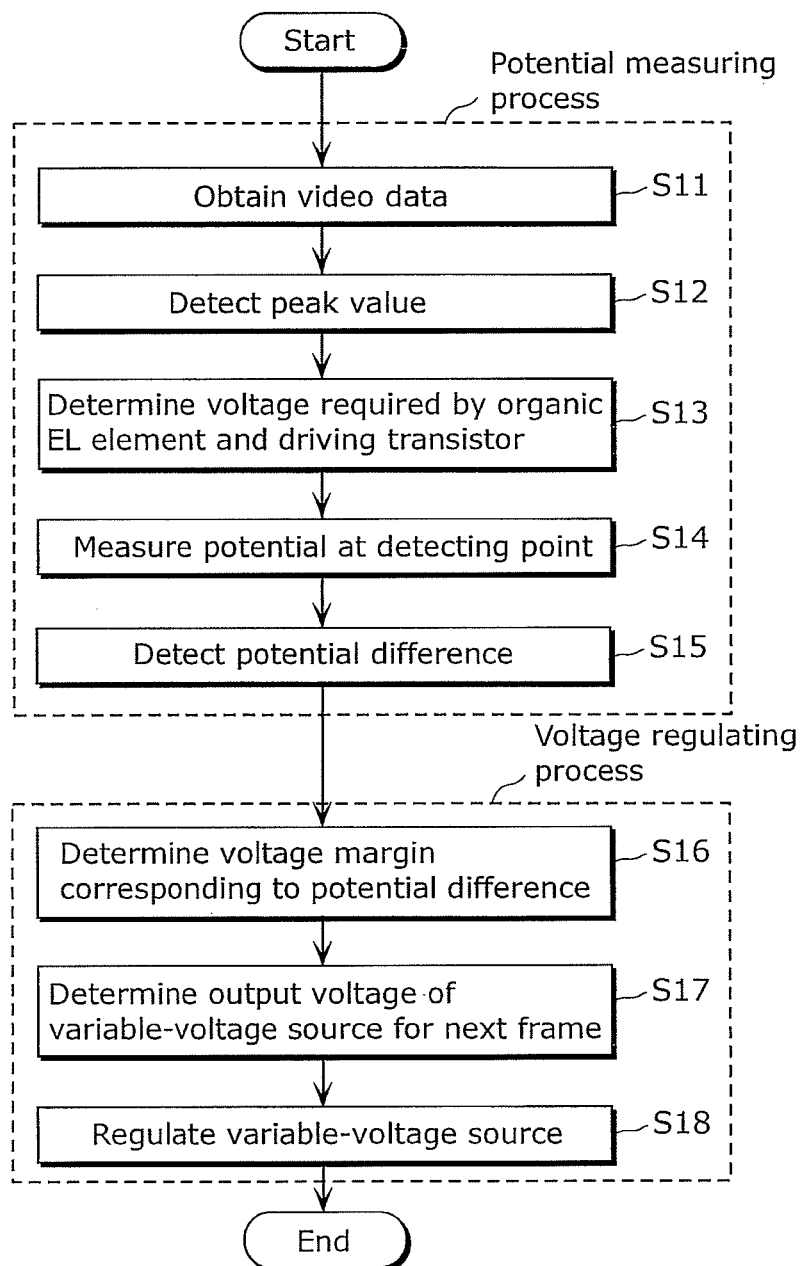 Start
Potential measuring
process
Obtain video data
S11
Detect peak value
S12
Determine voltage required by organic
EL element and driving transistor
S13
Measure potential at detecting point
S14
Detect potential difference
S15
Voltage regulating
process
Determine voltage margin
corresponding to potential difference
S16
Determine output voltage of
variable-voltage source for next frame
S17
Regulate variable-voltage source
S18
End